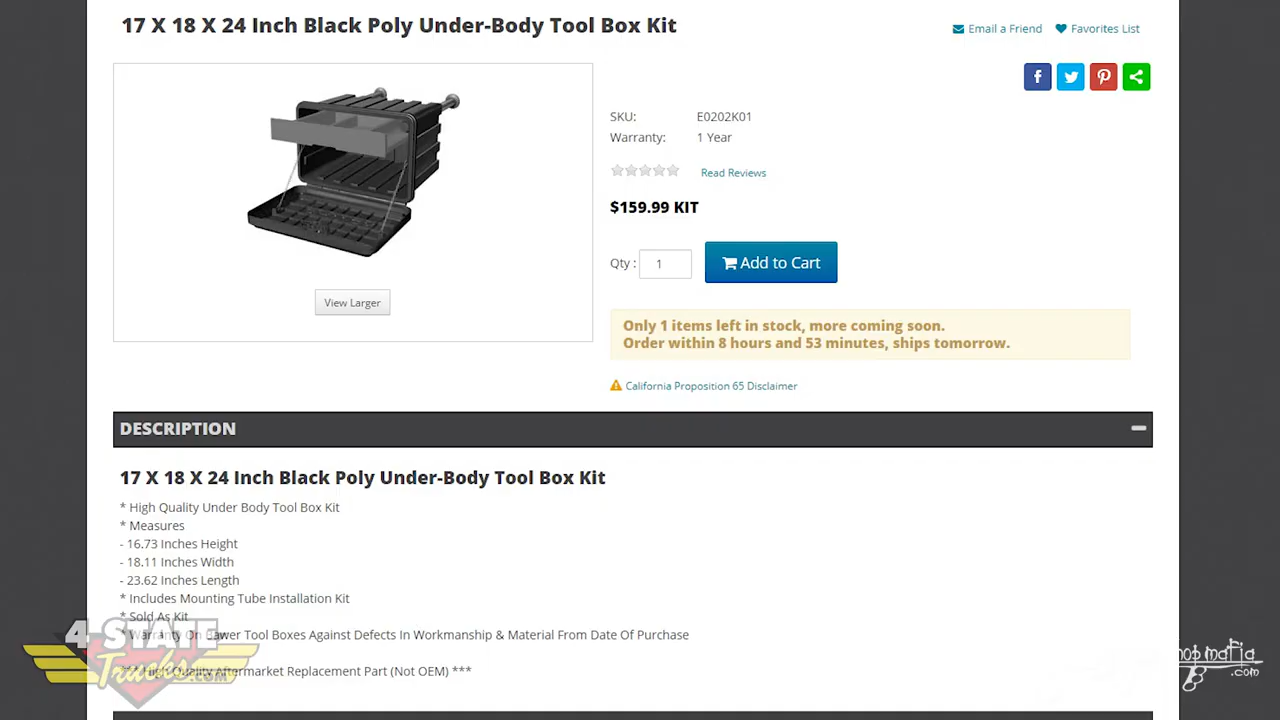 17 X 18 X 24 Inch Black Poly Under-Body Tool Box Kit
Email a Friend
Favorites List
SKU: E0202K01
Warranty: 1 Year
Read Reviews
$159.99 KIT
Qty : 1
Add to Cart
View Larger
Only 1 items left in stock, more coming soon.
Order within 8 hours and 53 minutes, ships tomorrow.
California Proposition 65 Disclaimer
DESCRIPTION
17 X 18 X 24 Inch Black Poly Under-Body Tool Box Kit
* High Quality Under Body Tool Box Kit
* Measures
- 16.73 Inches Height
- 18.11 Inches Width
- 23.62 Inches Length
* Includes Mounting Tube Installation Kit
* Sold As Kit
* Warranty On Bawer Tool Boxes Against Defects In Workmanship & Material From Date Of Purchase
*** High Quality Aftermarket Replacement Part (Not OEM) ***
4-STATE
Trucks.COM
.com